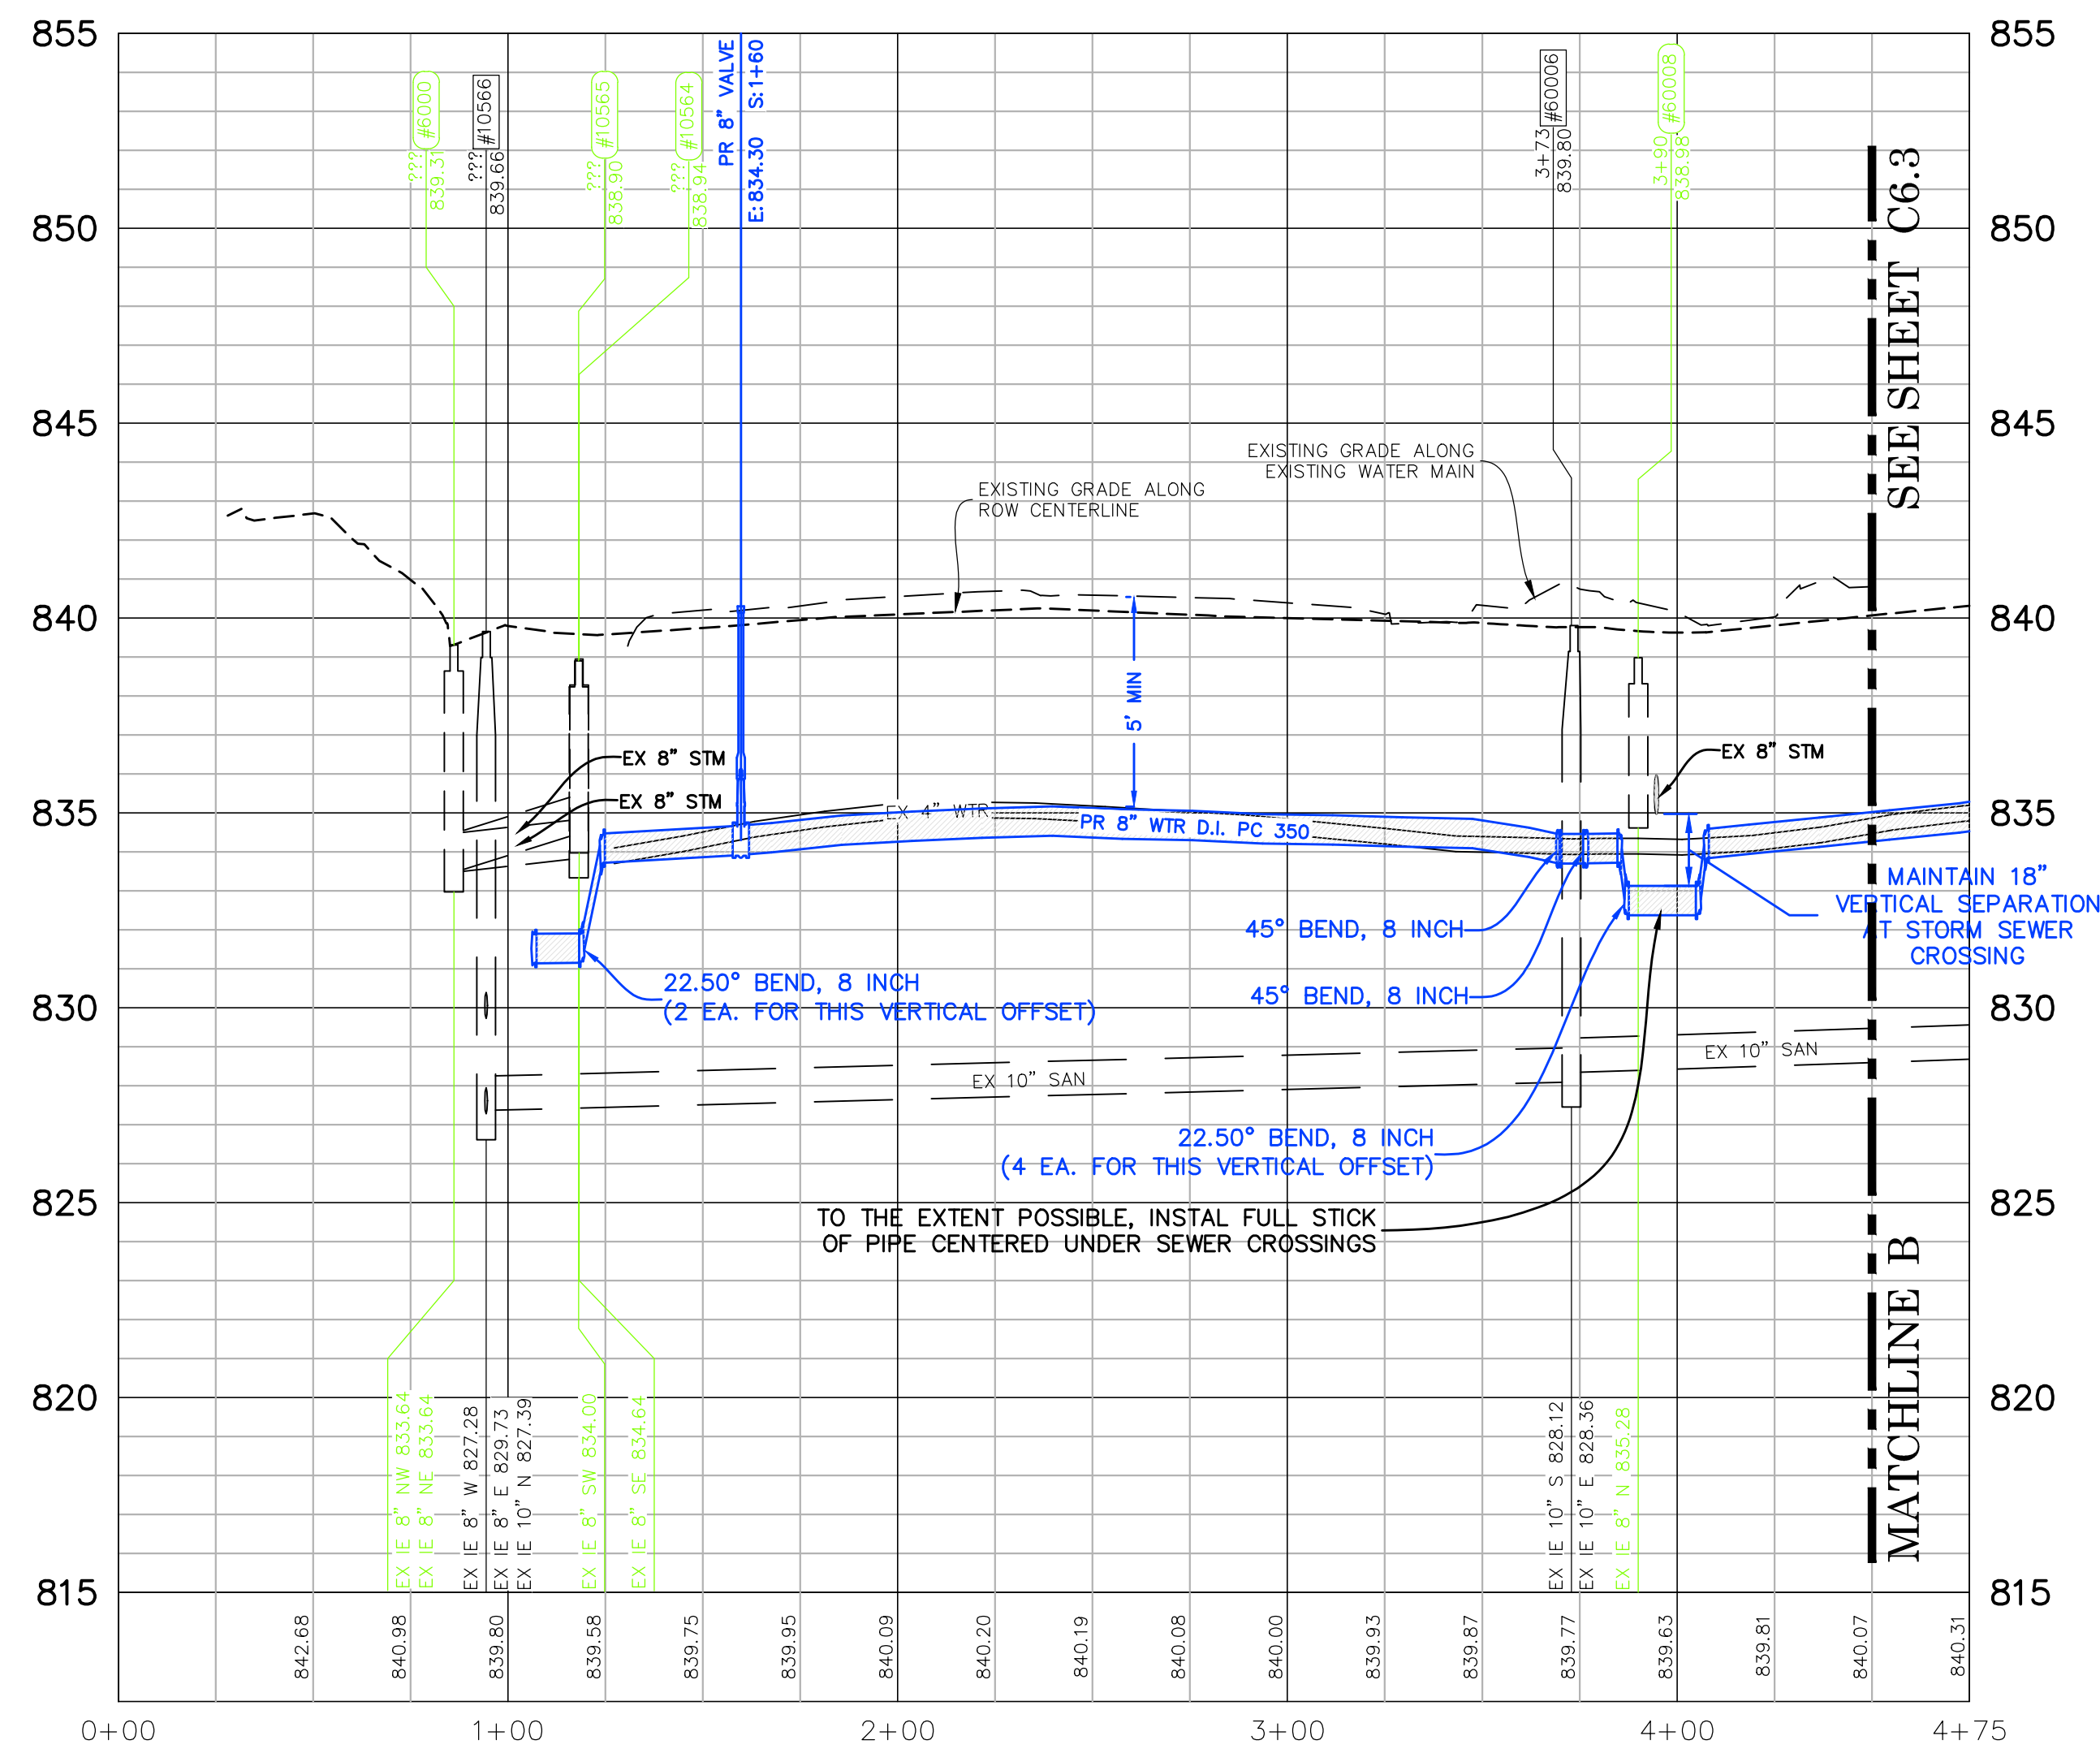 855
850
845
840
835
830
825
820
815
855
850
845
840
835
830
825
820
815
#60000
???
839.31
#10566
???
839.66
#10565
???
838.90
#10564
???
838.94
PR 8" VALVE
E:834.30 S:1+60
#60006
3+73
839.80
#60008
3+90
838.98
SEE SHEET C6.3
MATCHLINE B
EXISTING GRADE ALONG
ROW CENTERLINE
EXISTING GRADE ALONG
EXISTING WATER MAIN
5' MIN
EX 8" STM
EX 8" STM
EX 8" STM
EX 4" WTR
PR 8" WTR D.I. PC 350
MAINTAIN 18"
VERTICAL SEPARATION
AT STORM SEWER
CROSSING
45° BEND, 8 INCH
45° BEND, 8 INCH
22.50° BEND, 8 INCH
(2 EA. FOR THIS VERTICAL OFFSET)
EX 10" SAN
EX 10" SAN
22.50° BEND, 8 INCH
(4 EA. FOR THIS VERTICAL OFFSET)
TO THE EXTENT POSSIBLE, INSTAL FULL STICK
OF PIPE CENTERED UNDER SEWER CROSSINGS
EX IE 8" NW 833.64
EX IE 8" NE 833.64
EX IE 8" W 827.28
EX IE 8" E 829.73
EX IE 10" N 827.39
EX IE 8" SW 834.00
EX IE 8" SE 834.64
EX IE 10" S 828.12
EX IE 10" E 828.36
EX IE 8" N 835.28
842.68
840.98
839.80
839.58
839.75
839.95
840.09
840.20
840.19
840.08
840.00
839.93
839.87
839.77
839.63
839.81
840.07
840.31
0+00
1+00
2+00
3+00
4+00
4+75